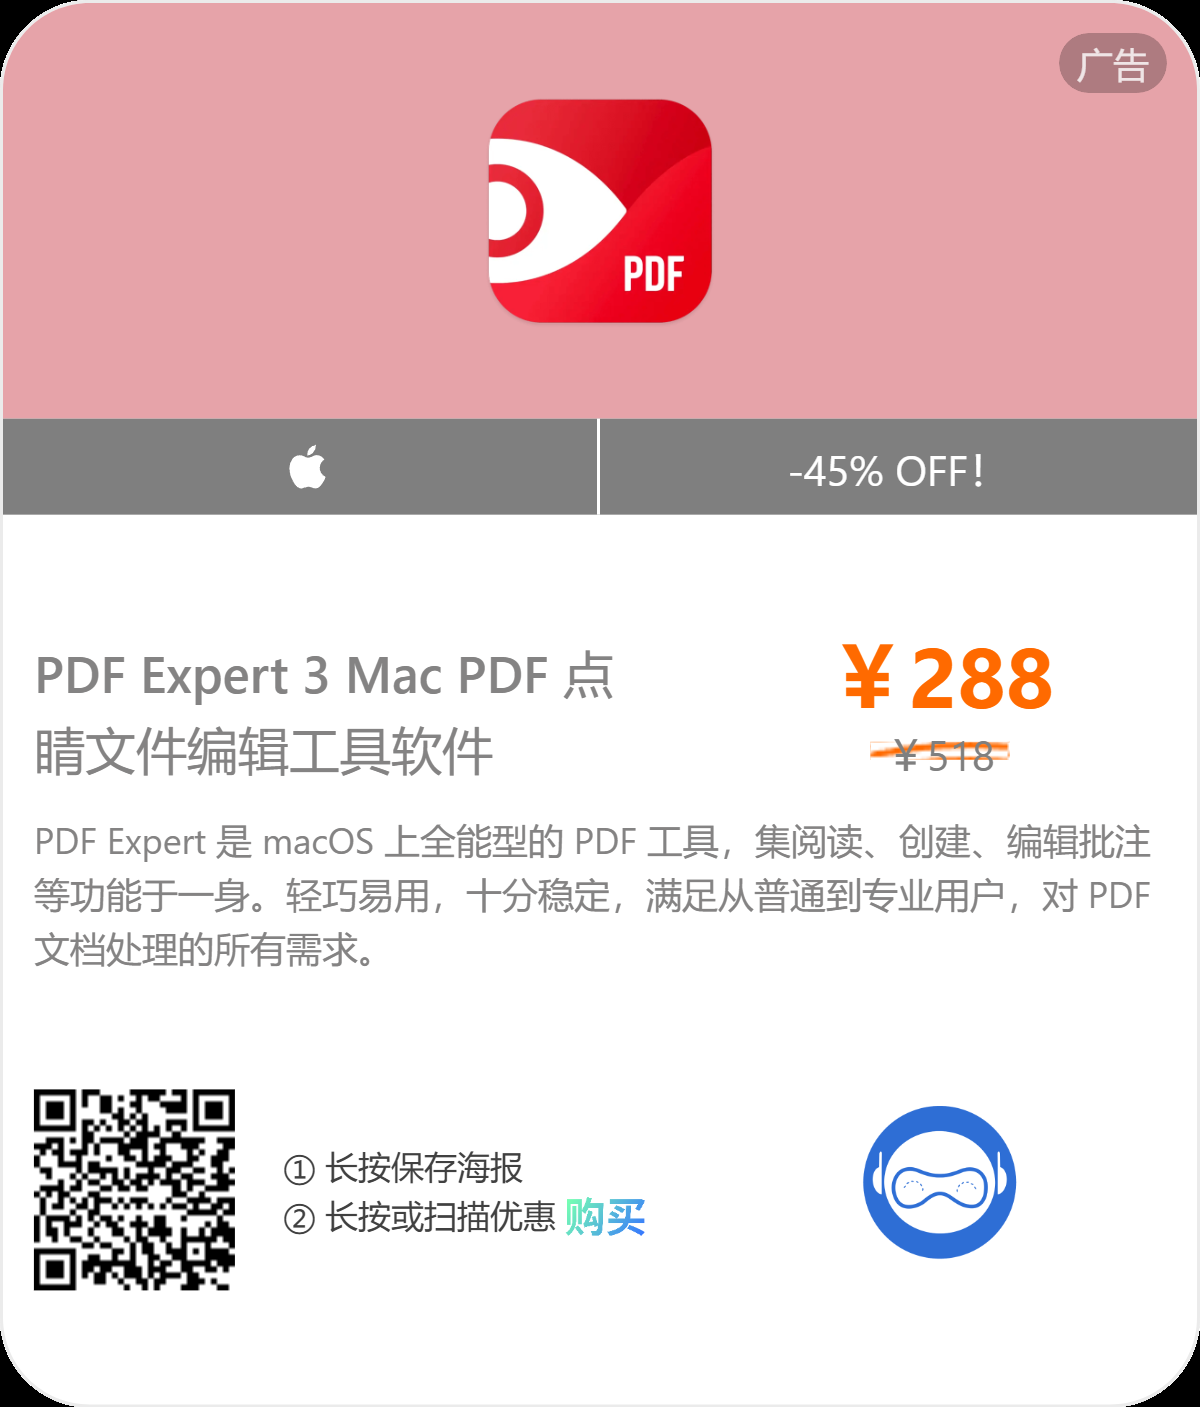 广告
PDF
-45% OFF!
PDF Expert 3 Mac PDF 点
睛文件编辑工具软件
¥288
¥518
PDF Expert 是 macOS 上全能型的 PDF 工具，集阅读、创建、编辑批注
等功能于一身。轻巧易用，十分稳定，满足从普通到专业用户，对 PDF
文档处理的所有需求。
① 长按保存海报
② 长按或扫描优惠 购买